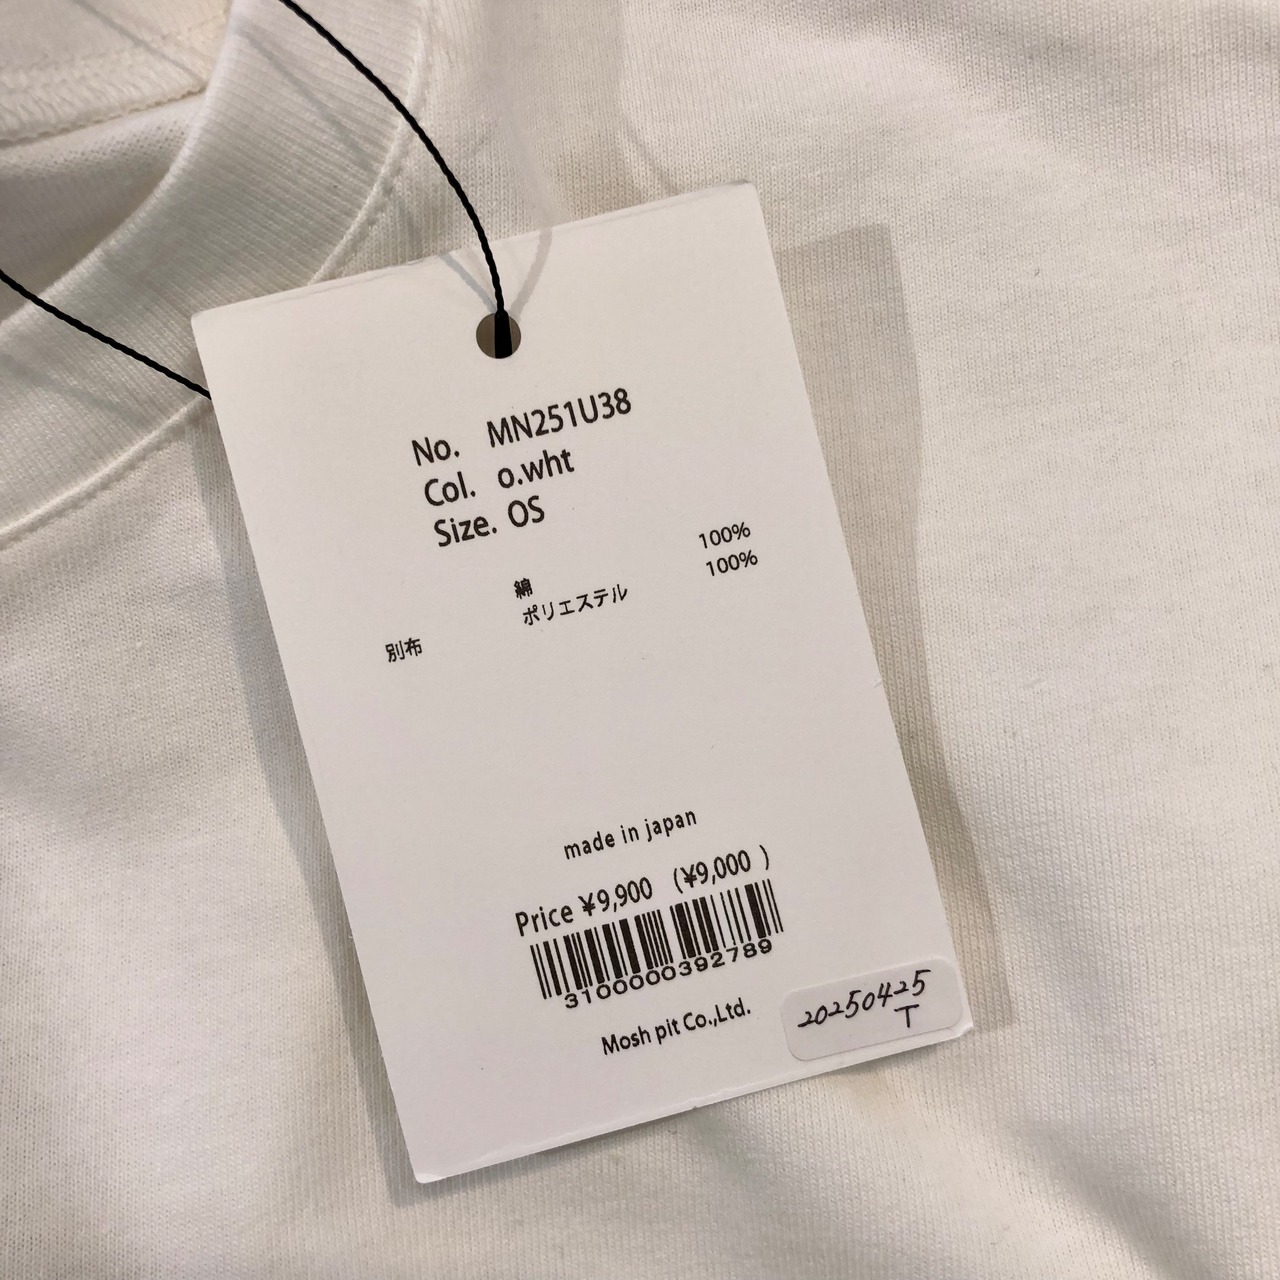 No. MN251U38
Col. o.wht
Size. OS
綿 100%
別布 ポリエステル 100%
made in japan
Price ¥9,900 (¥9,000 )
3100000392789
Mosh pit Co.,Ltd.
20250425
T